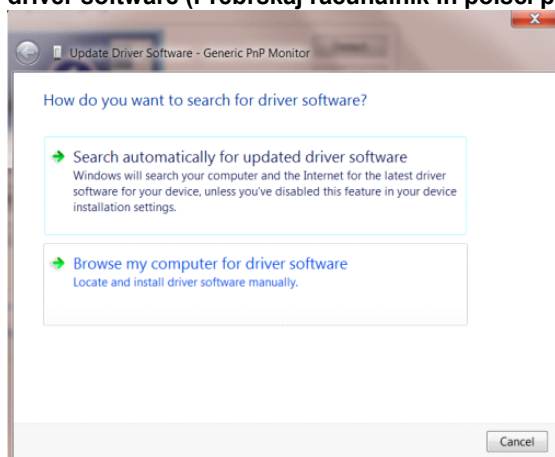 driver software (Prebrskaj računalnik in poišči p
Update Driver Software - Generic PnP Monitor
How do you want to search for driver software?
Search automatically for updated driver software
Windows will search your computer and the Internet for the latest driver
software for your device, unless you've disabled this feature in your device
installation settings.
Browse my computer for driver software
Locate and install driver software manually.
Cancel